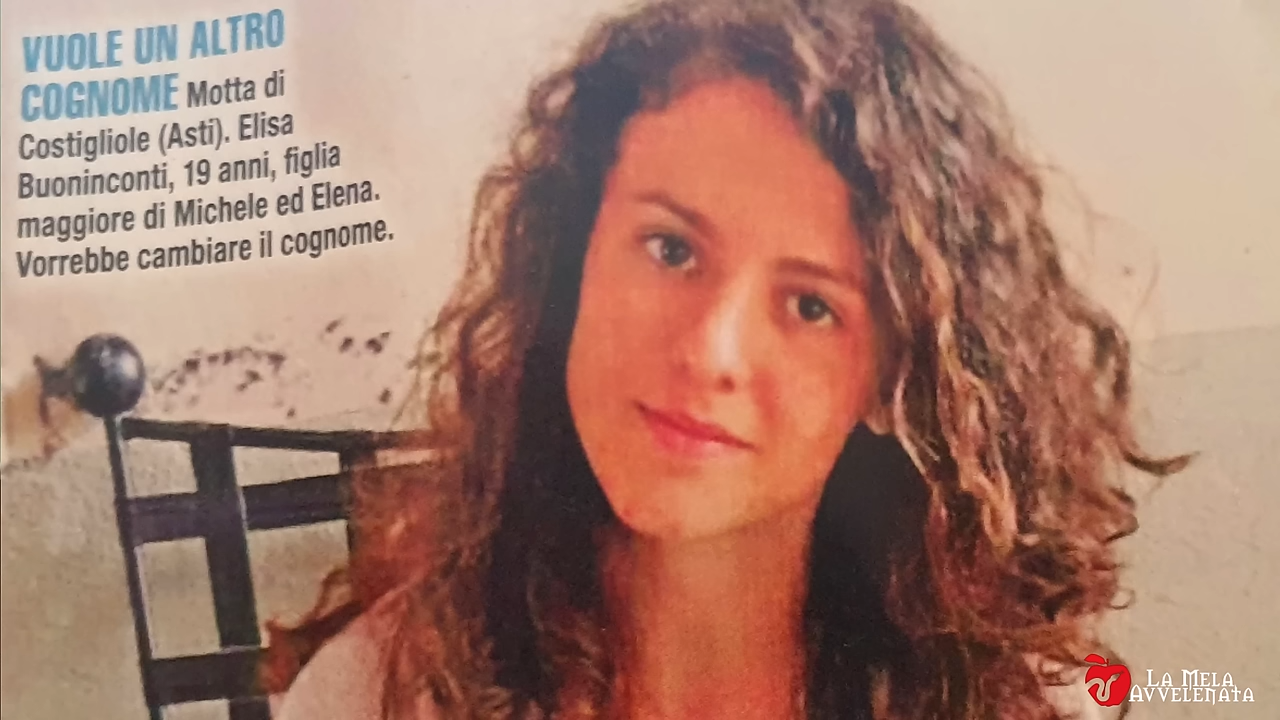 VUOLE UN ALTRO
COGNOME Motta di
Costigliole (Asti). Elisa
Buoninconti, 19 anni, figlia
maggiore di Michele ed Elena.
Vorrebbe cambiare il cognome.
LA MELA
AVVELENATA